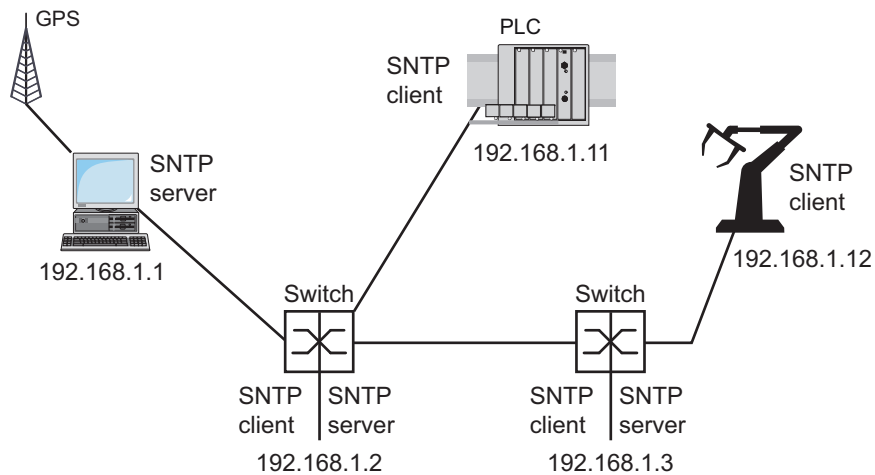 GPS
PLC
SNTP
client
192.168.1.11
SNTP
server
192.168.1.1
SNTP
client
192.168.1.12
Switch
SNTP
client
SNTP
server
192.168.1.2
Switch
SNTP
client
SNTP
server
192.168.1.3